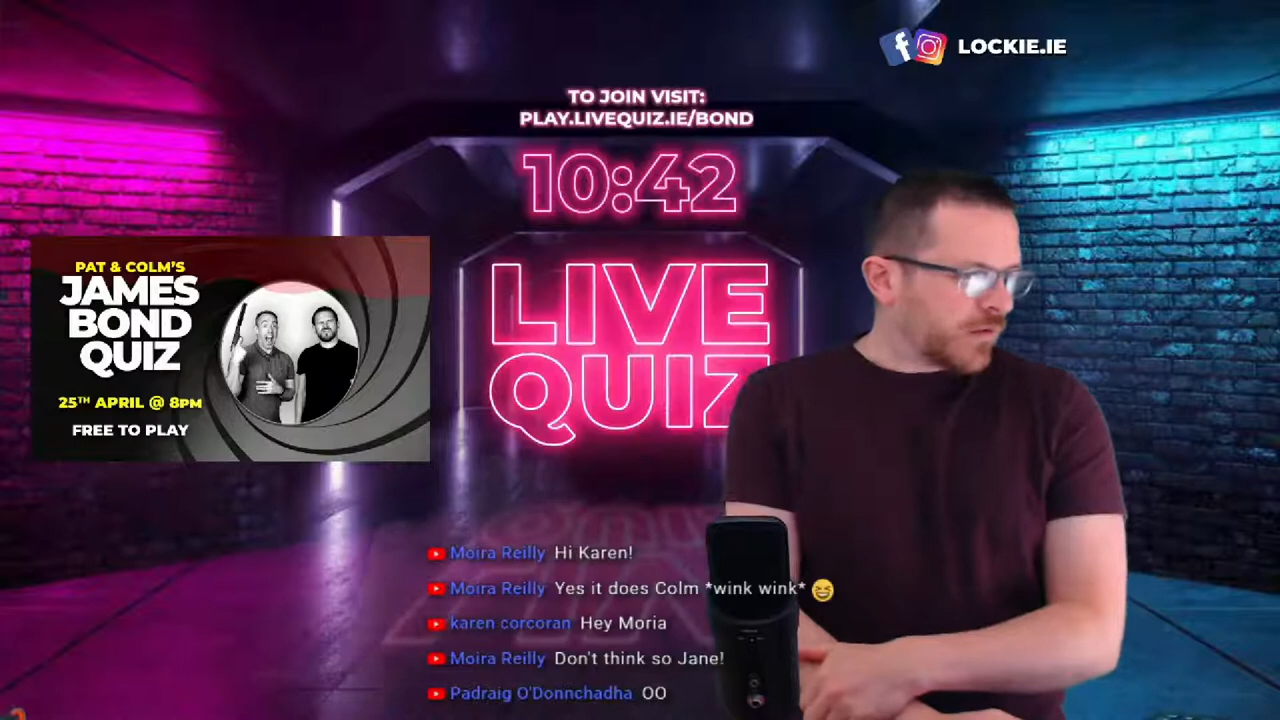 LOCKIE.IE
TO JOIN VISIT:
PLAY.LIVEQUIZ.IE/BOND
10:42
LIVE
QUIZ
PAT & COLM'S
JAMES
BOND
QUIZ
25TH APRIL @ 8PM
FREE TO PLAY
Moira Reilly Hi Karen!
Moira Reilly Yes it does Colm *wink wink* 😆
karen corcoran Hey Moria
Moira Reilly Don't think so Jane!
Padraig O'Donnchadha OO